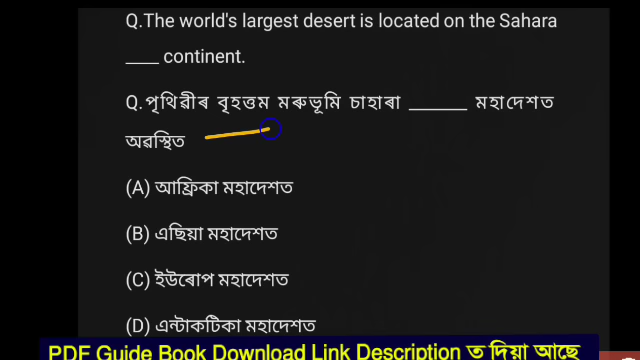 Q.The world's largest desert is located on the Sahara
____ continent.
Q.পৃথিৱীৰ বৃহত্তম মৰুভূমি চাহাৰা ______ মহাদেশত
অৱস্থিত
(A) আফ্ৰিকা মহাদেশত
(B) এছিয়া মহাদেশত
(C) ইউৰোপ মহাদেশত
(D) এন্টাকটিকা মহাদেশত
PDF Guide Book Download Link Description ত দিয়া আছে